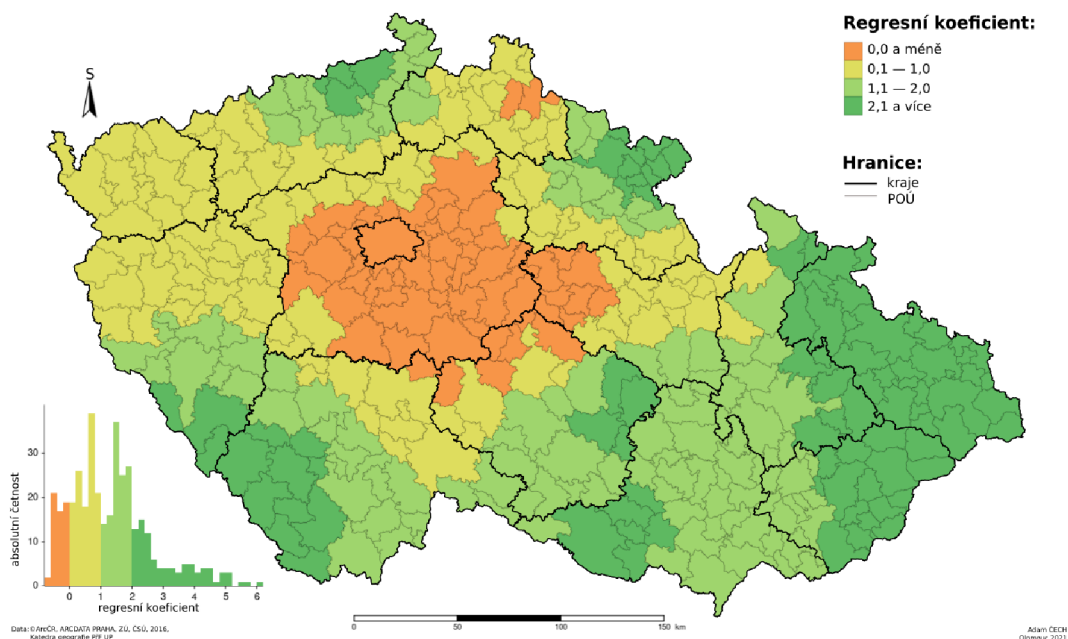 Regresní koeficient:
0,0 a méně
0,1 — 1,0
1,1 — 2,0
2,1 a více
S
Hranice:
kraje
POÚ
absolutní četnost
30
20
10
0
0 1 2 3 4 5 6
regresní koeficient
0 50 100 150 km
Data: ©ArcČR, ARCDATA PRAHA, ZÚ, ČSÚ, 2016,
Katedra geografie PřF UP
Adam ČECH
Olomouc 2021